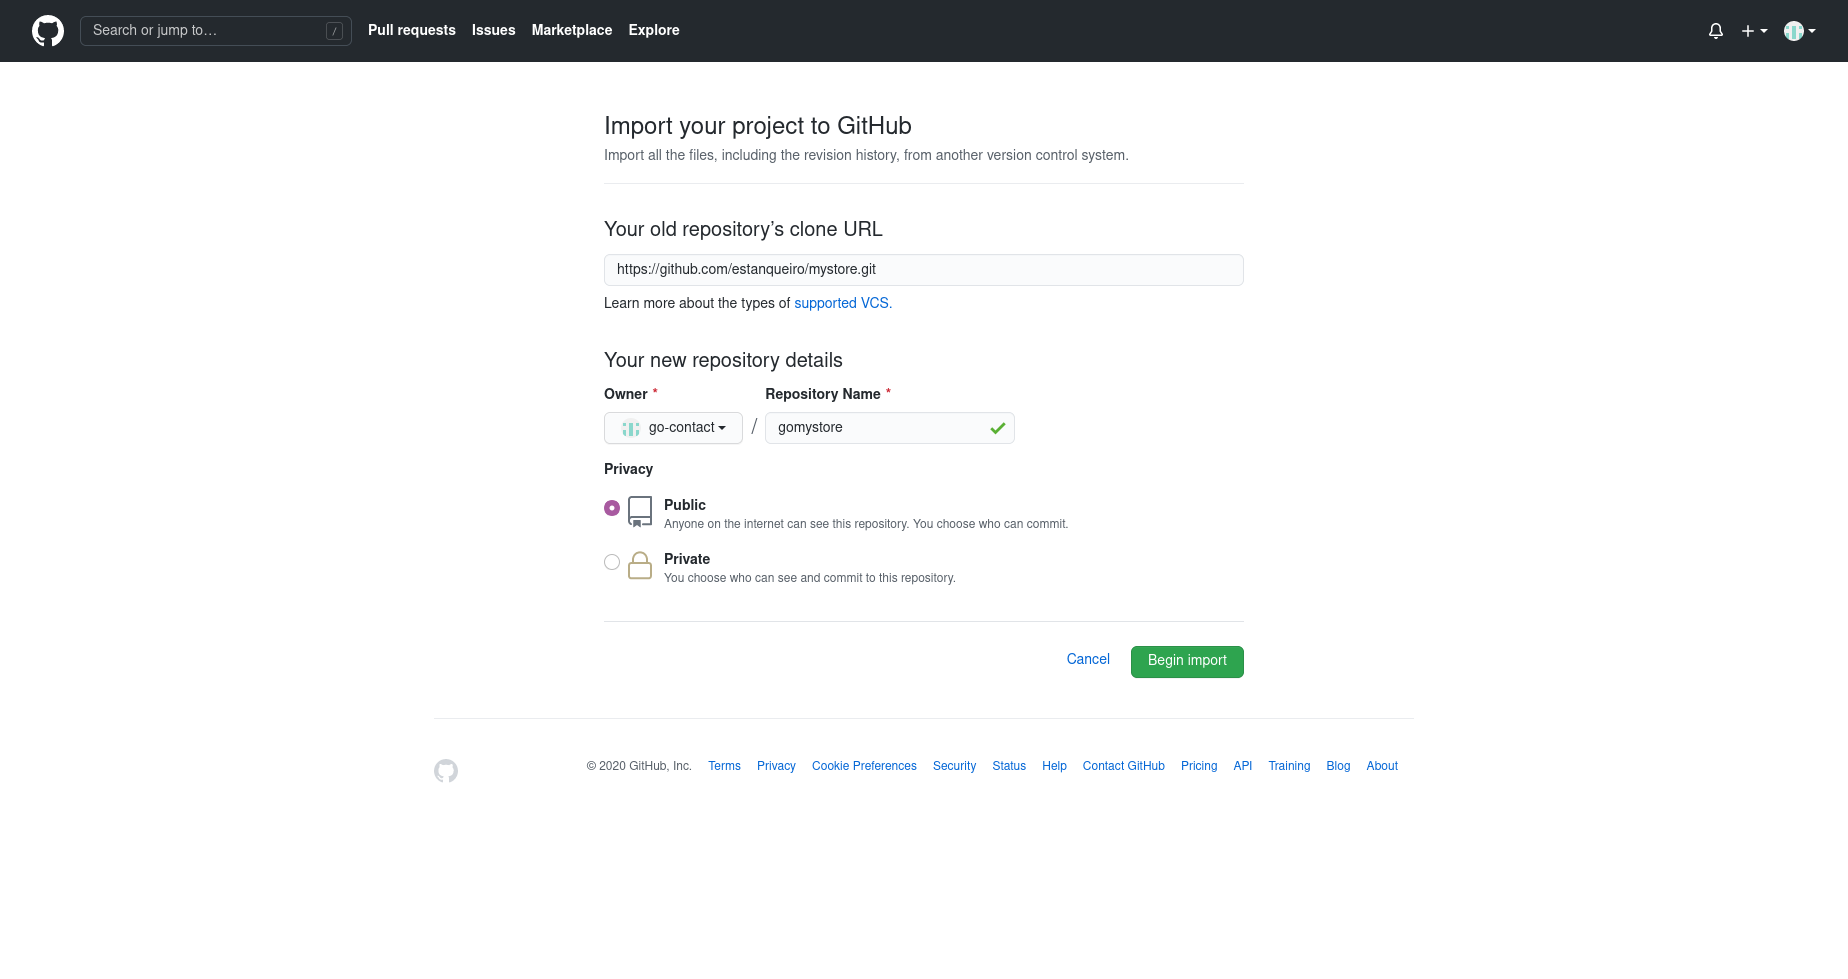 Search or jump to… /
Pull requests Issues Marketplace Explore
Import your project to GitHub
Import all the files, including the revision history, from another version control system.
Your old repository’s clone URL
https://github.com/estanqueiro/mystore.git
Learn more about the types of supported VCS.
Your new repository details
Owner * Repository Name *
go-contact / gomystore
Privacy
Public
Anyone on the internet can see this repository. You choose who can commit.
Private
You choose who can see and commit to this repository.
Cancel Begin import
© 2020 GitHub, Inc. Terms Privacy Cookie Preferences Security Status Help Contact GitHub Pricing API Training Blog About